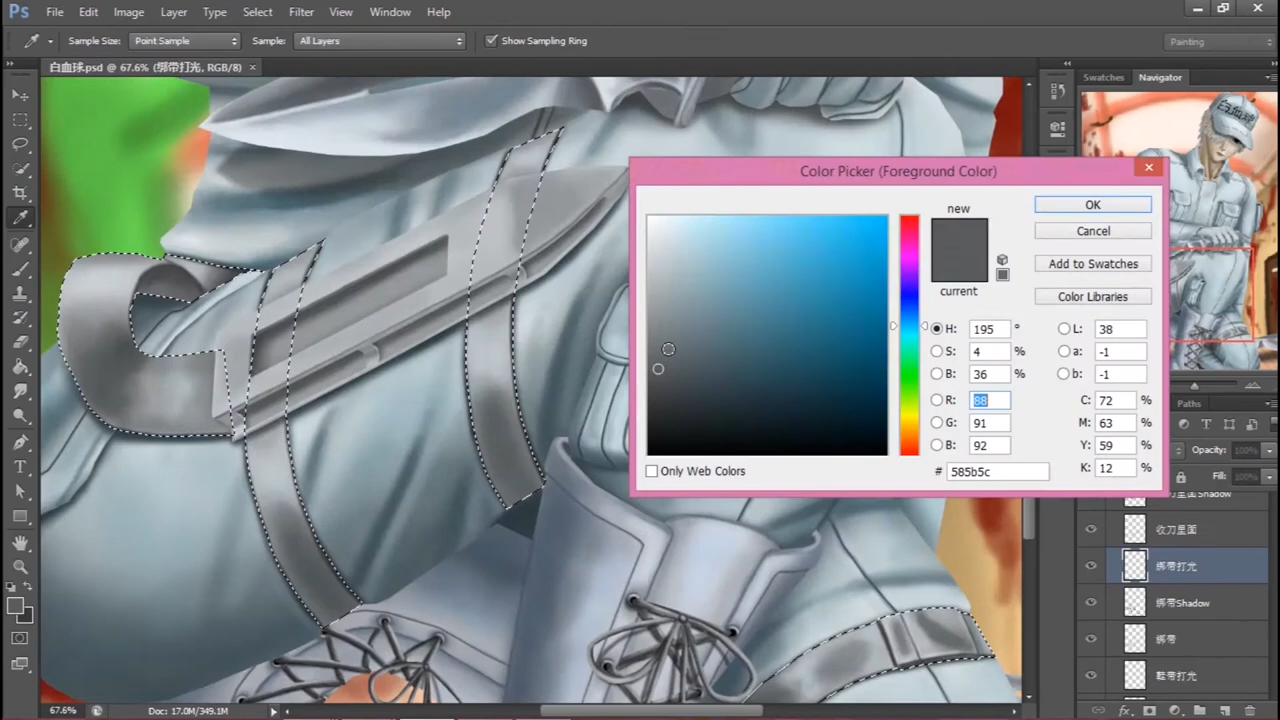 Ps File Edit Image Layer Type Select Filter View Window Help
Sample Size: Point Sample Sample: All Layers Show Sampling Ring Painting
白血球.psd @ 67.6% (绑带打光, RGB/8) ×
Swatches Navigator
Color Picker (Foreground Color)
new
current
OK
Cancel
Add to Swatches
Color Libraries
H: 195 °
S: 4 %
B: 36 %
R: 88
G: 91
B: 92
L: 38
a: -1
b: -1
C: 72 %
M: 63 %
Y: 59 %
K: 12 %
Only Web Colors
# 585b5c
Paths
Opacity: 100%
Fill: 100%
收刀里面
绑带打光
绑带Shadow
绑带
鞋带打光
fx
67.6% Doc: 17.0M/349.1M